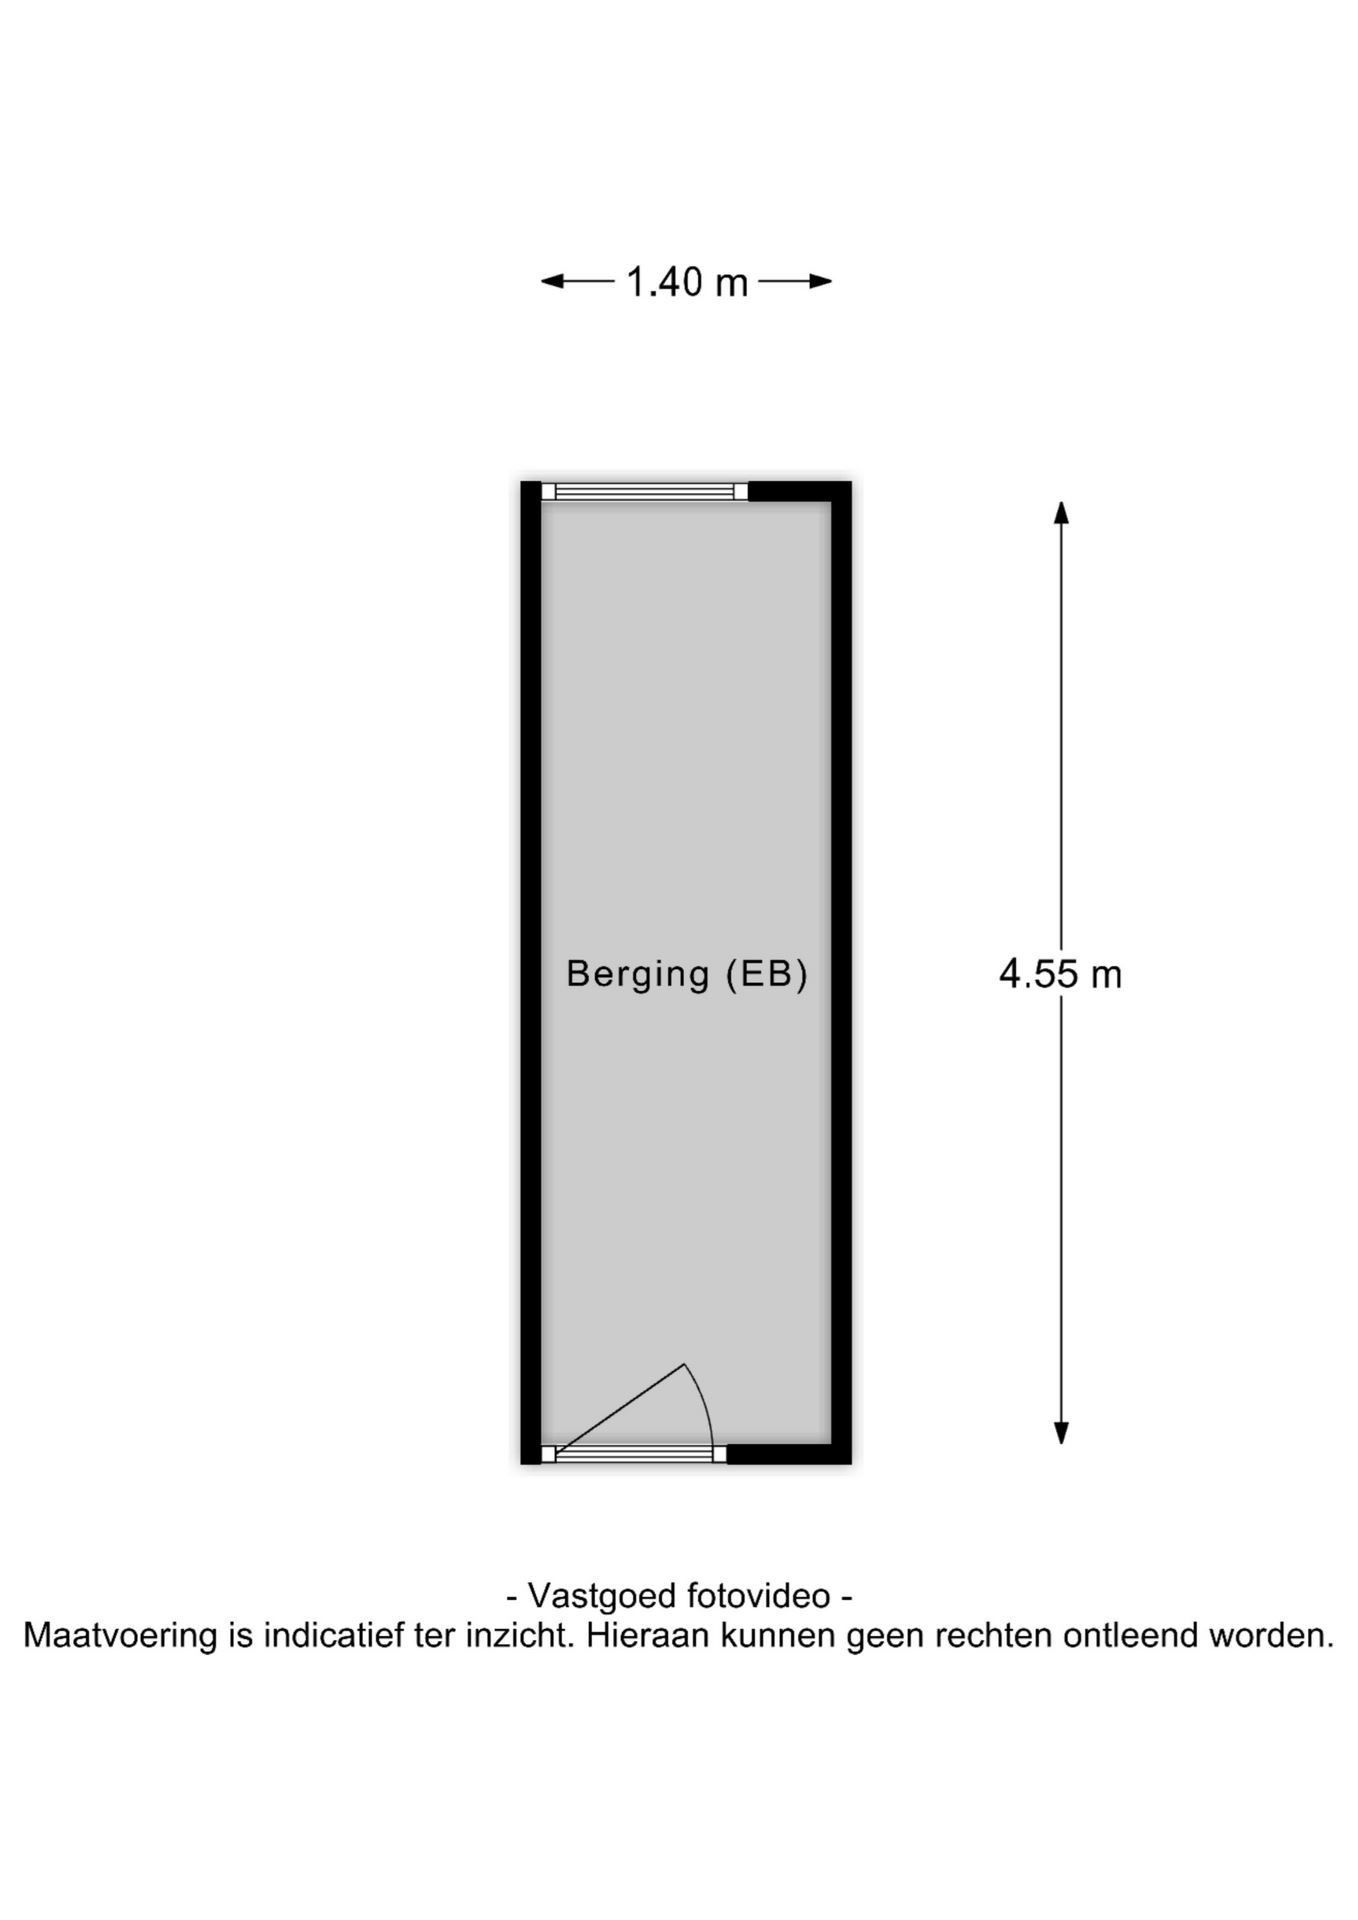 1.40 m
Berging (EB)
4.55 m
- Vastgoed fotovideo -
Maatvoering is indicatief ter inzicht. Hieraan kunnen geen rechten ontleend worden.